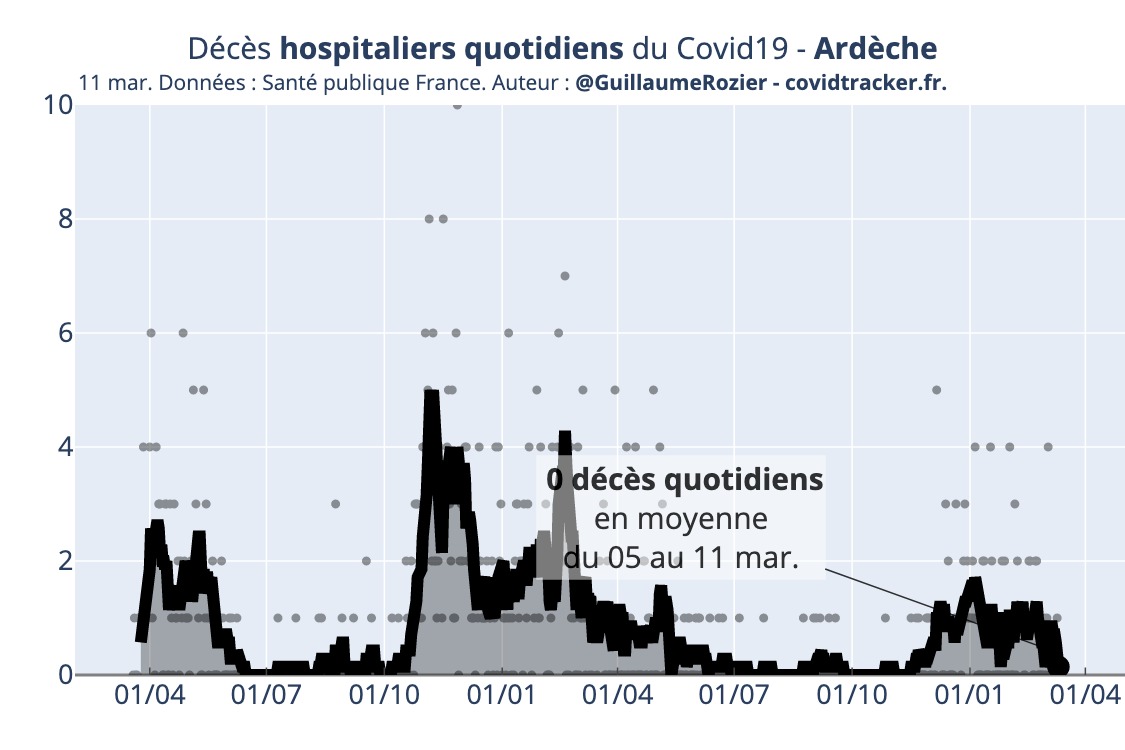 Décès hospitaliers quotidiens du Covid19 - Ardèche
11 mar. Données : Santé publique France. Auteur : @GuillaumeRozier - covidtracker.fr.
10
8
6
4
0 décès quotidiens
en moyenne
du 05 au 11 mar.
2
0
01/04 01/07 01/10 01/01 01/04 01/07 01/10 01/01 01/04